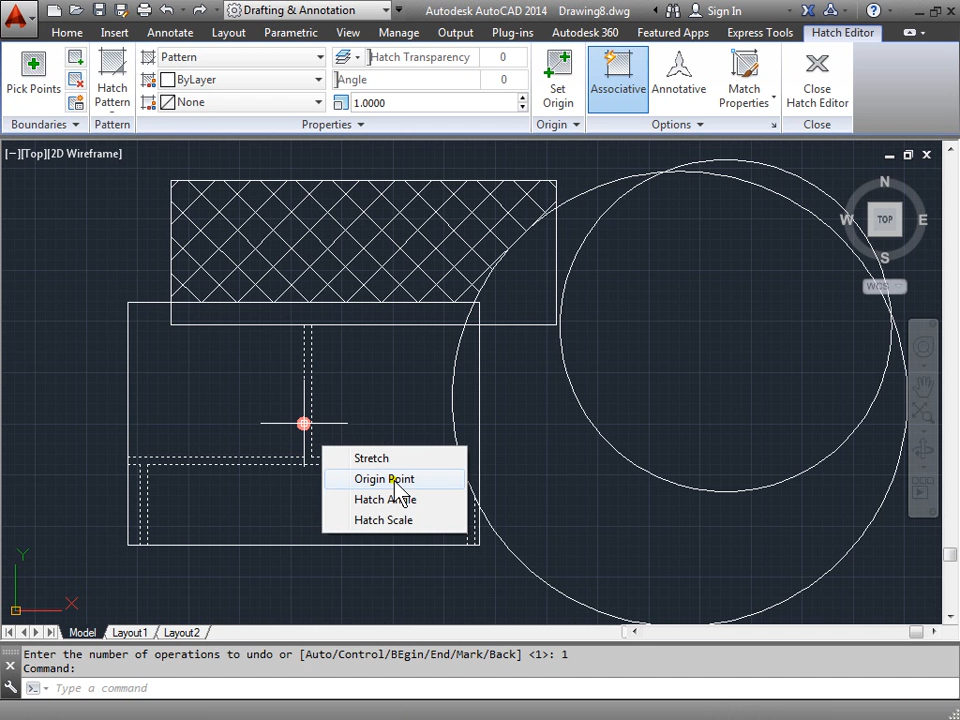 Drafting & Annotation
Autodesk AutoCAD 2014 Drawing8.dwg
Sign In
Home Insert Annotate Layout Parametric View Manage Output Plug-ins Autodesk 360 Featured Apps Express Tools Hatch Editor
Pick Points
Hatch Pattern
Pattern
ByLayer
None
Hatch Transparency 0
Angle 0
1.0000
Set Origin
Associative
Annotative
Match Properties
Close Hatch Editor
Boundaries Pattern Properties Origin Options Close
[−][Top][2D Wireframe]
N
W TOP E
S
WCS
Stretch
Origin Point
Hatch Angle
Hatch Scale
Y
X
Model Layout1 Layout2
Enter the number of operations to undo or [Auto/Control/BEgin/End/Mark/Back] <1>: 1
Command:
Type a command